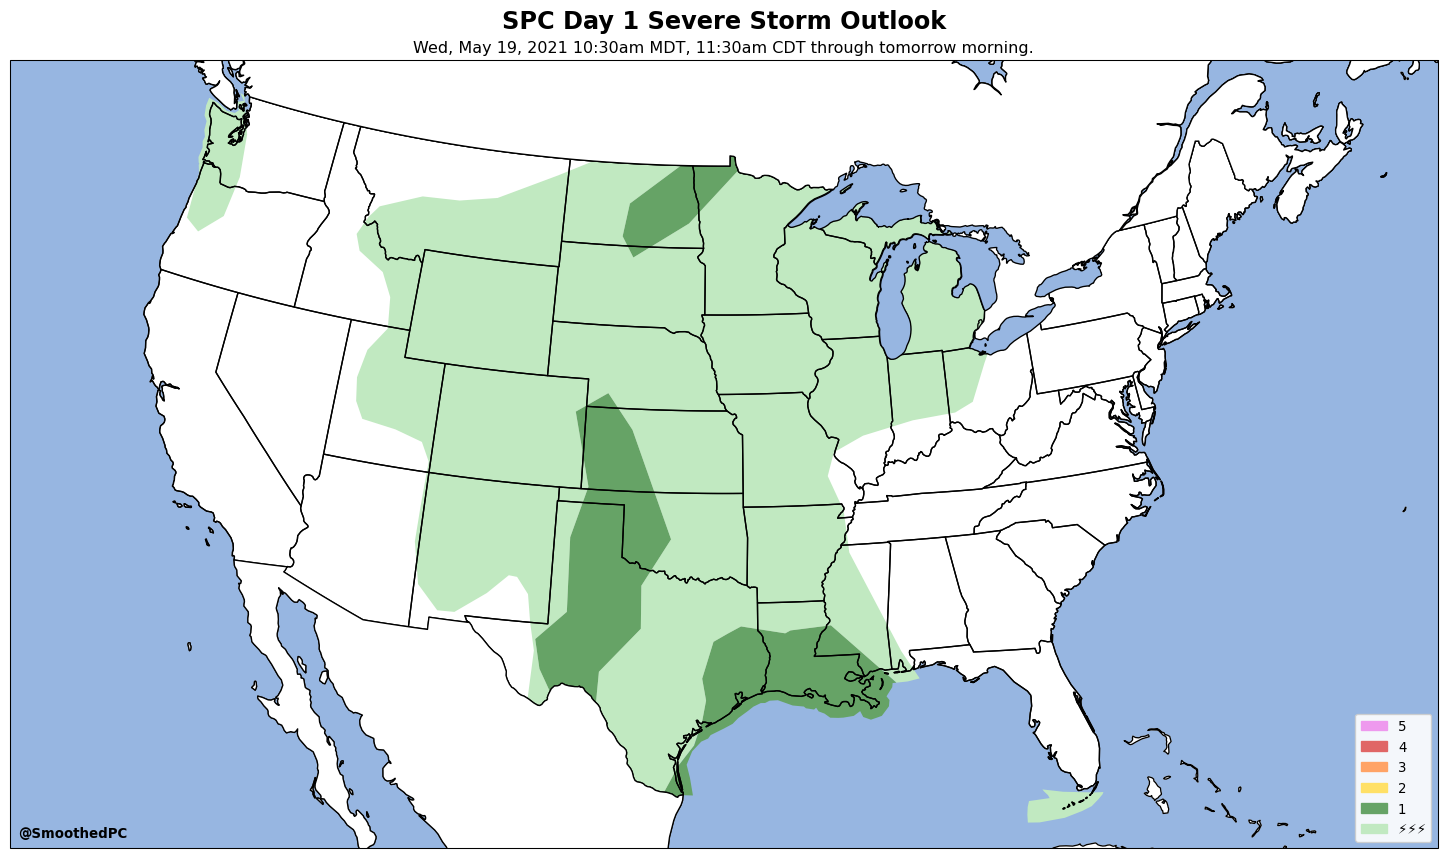 SPC Day 1 Severe Storm Outlook
Wed, May 19, 2021 10:30am MDT, 11:30am CDT through tomorrow morning.
5
4
3
2
1
⚡⚡⚡
@SmoothedPC